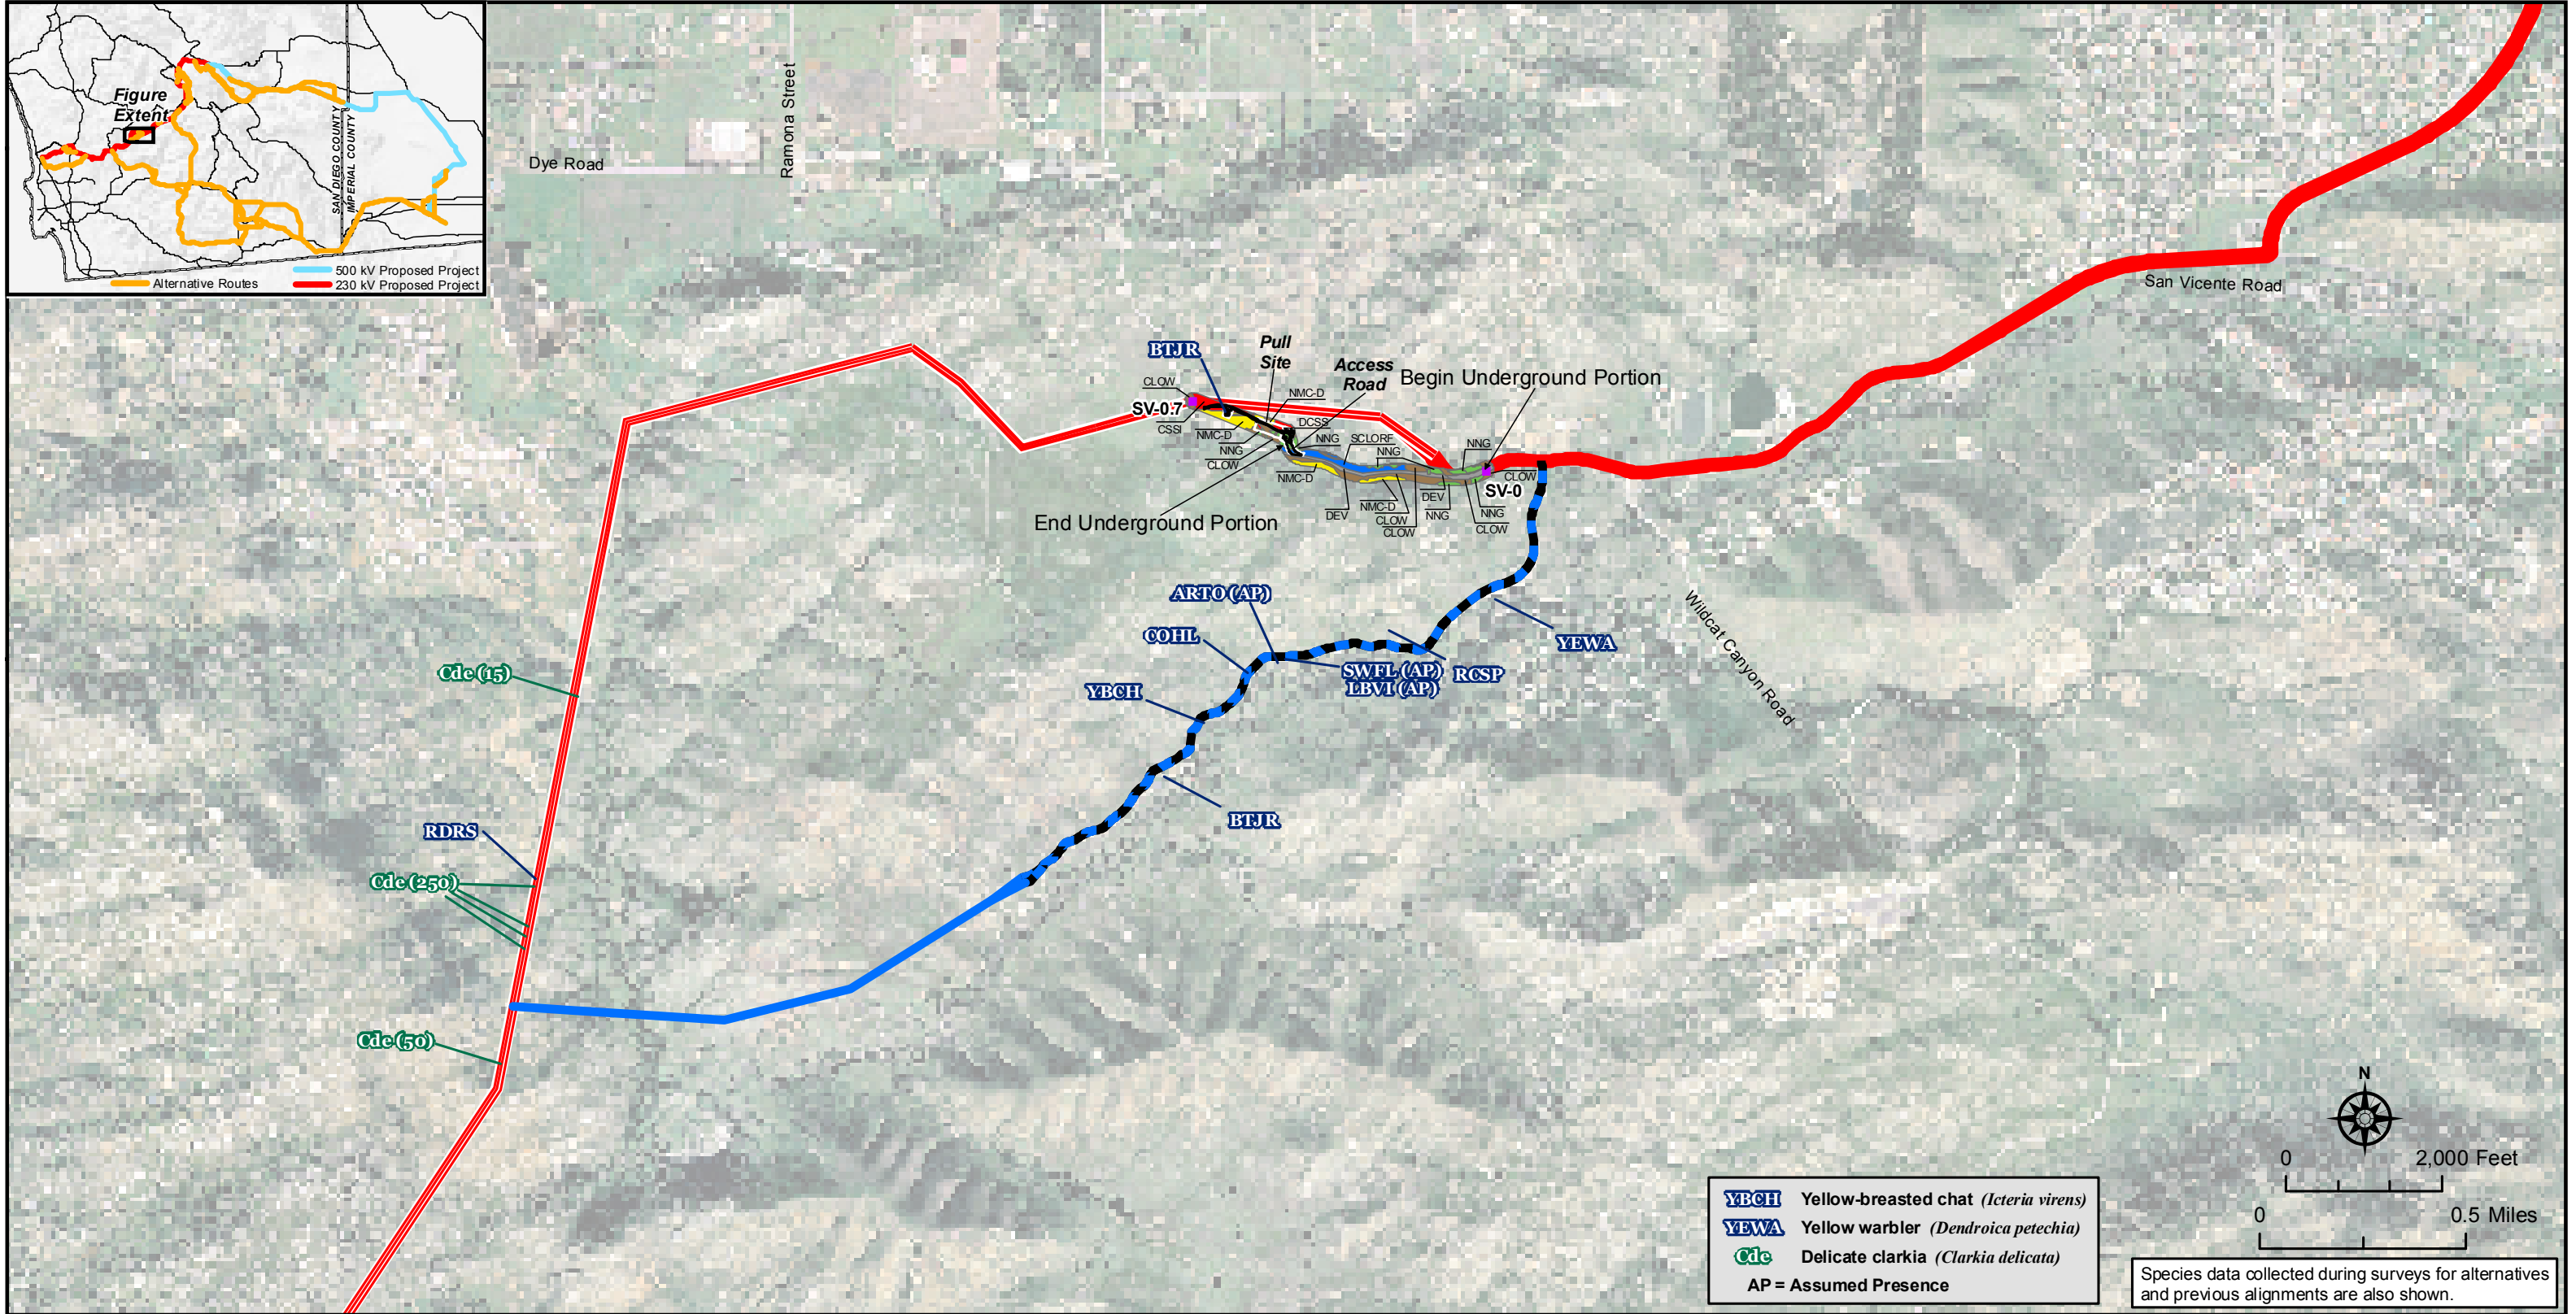 Figure
Extent
SAN DIEGO COUNTY
IMPERIAL COUNTY
500 kV Proposed Project
Alternative Routes
230 kV Proposed Project
Dye Road
Ramona Street
San Vicente Road
Wildcat Canyon Road
BTJR
Pull
Site
Access
Road
Begin Underground Portion
CLOW
SV-0.7
CSSI
NMC-D
NMC-D
DCSS
NNG
NNG
CLOW
SCLORF
NNG
NNG
NMC-D
CLOW
SV-0
DEV
NMC-D
CLOW
CLOW
DEV
NNG
NNG
CLOW
End Underground Portion
ARTO (AP)
COHL
YEWA
SWFL (AP)
LBVI (AP)
RCSP
YBCH
BTJR
Cde (15)
RDRS
Cde (250)
Cde (50)
N
0 2,000 Feet
0 0.5 Miles
YBCH Yellow-breasted chat (Icteria virens)
YEWA Yellow warbler (Dendroica petechia)
Cde Delicate clarkia (Clarkia delicata)
AP = Assumed Presence
Species data collected during surveys for alternatives
and previous alignments are also shown.